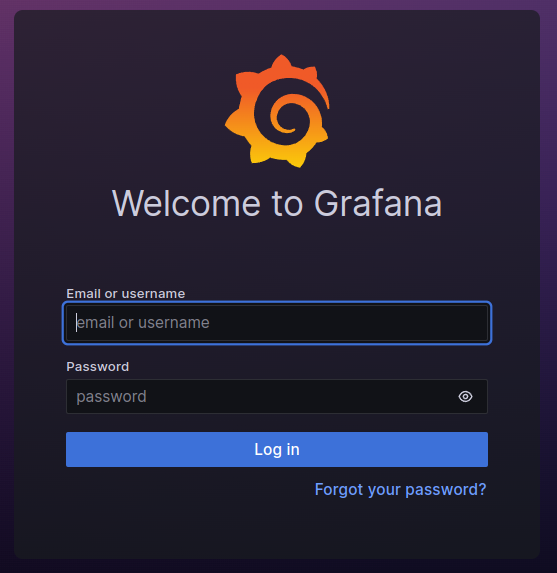 Welcome to Grafana
Email or username
email or username
Password
password
Log in
Forgot your password?